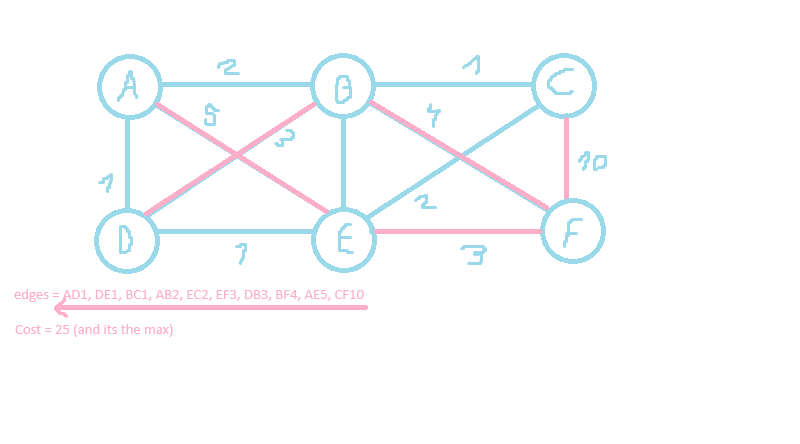 2
1
A
B
C
5
3
4
1
10
2
D
E
F
1
3
edges = AD1, DE1, BC1, AB2, EC2, EF3, DB3, BF4, AE5, CF10
Cost = 25 (and its the max)